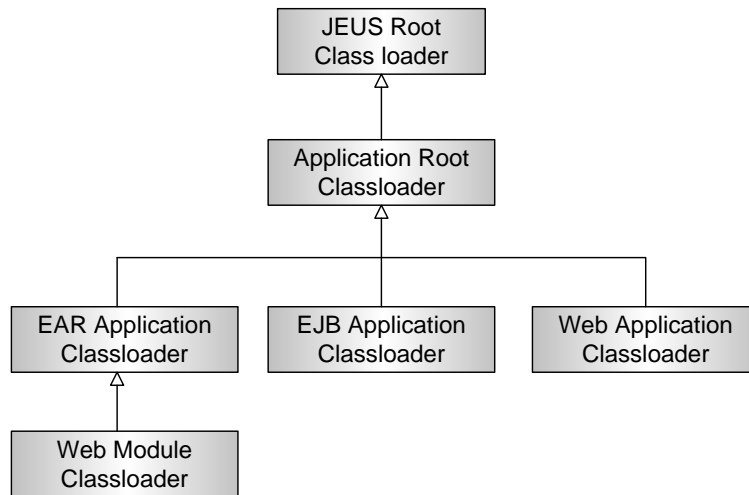 JEUS Root
Class loader
Application Root
Classloader
EAR Application
Classloader
EJB Application
Classloader
Web Application
Classloader
Web Module
Classloader